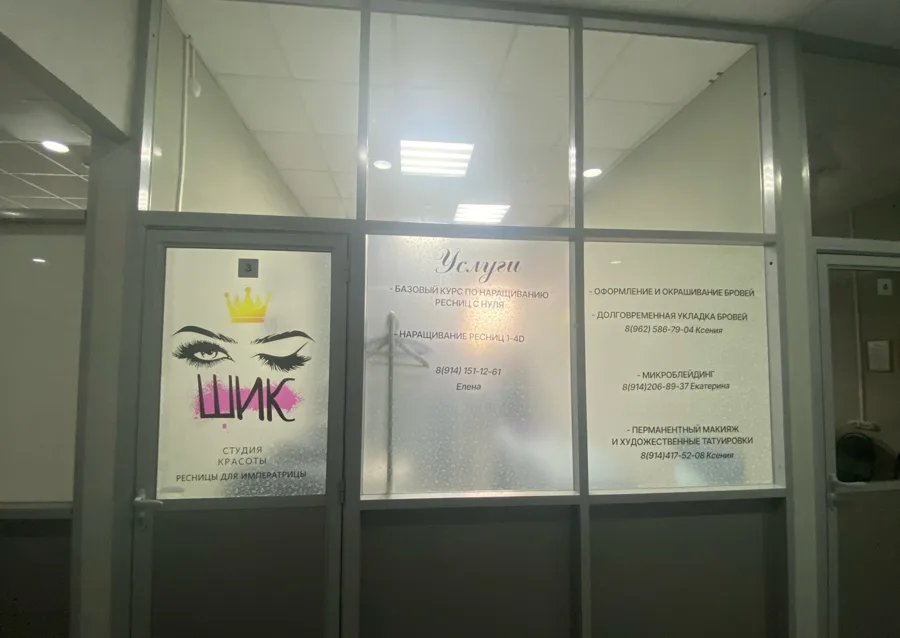 3
ШИК
СТУДИЯ
КРАСОТЫ
РЕСНИЦЫ ДЛЯ ИМПЕРАТРИЦЫ
Услуги
- БАЗОВЫЙ КУРС ПО НАРАЩИВАНИЮ
РЕСНИЦ С НУЛЯ
- НАРАЩИВАНИЕ РЕСНИЦ 1-4D
8(914) 151-12-61
Елена
- ОФОРМЛЕНИЕ И ОКРАШИВАНИЕ БРОВЕЙ
- ДОЛГОВРЕМЕННАЯ УКЛАДКА БРОВЕЙ
8(962) 586-79-04 Ксения
- МИКРОБЛЕЙДИНГ
8(914)206-89-37 Екатерина
- ПЕРМАНЕНТНЫЙ МАКИЯЖ
И ХУДОЖЕСТВЕННЫЕ ТАТУИРОВКИ
8(914)417-52-08 Ксения
4